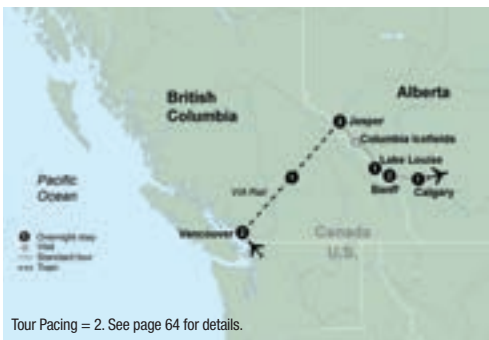 British
Columbia
Alberta
Jasper
Columbia Icefields
Lake Louise
Banff
Calgary
Pacific
Ocean
VIA Rail
Vancouver
Canada
U.S.
Overnight stay
Visit
Standard tour
Train
Tour Pacing = 2. See page 64 for details.